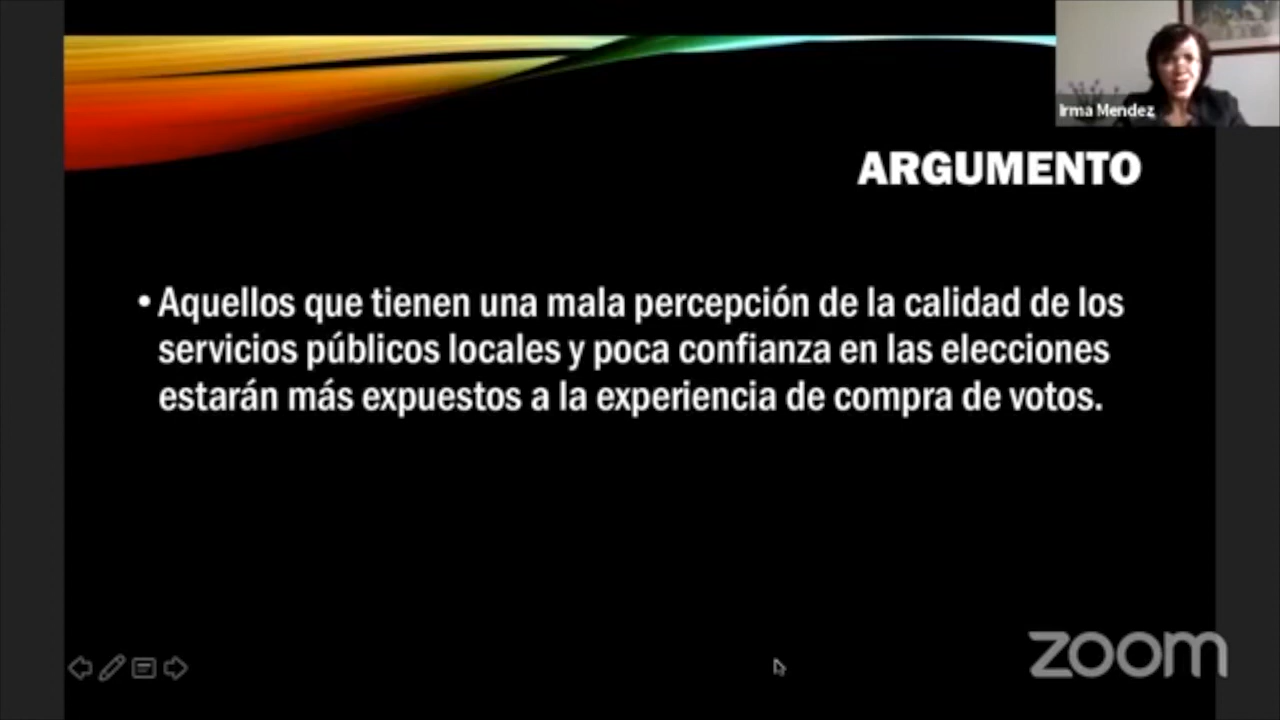 Irma Mendez
ARGUMENTO
• Aquellos que tienen una mala percepción de la calidad de los
servicios públicos locales y poca confianza en las elecciones
estarán más expuestos a la experiencia de compra de votos.
zoom